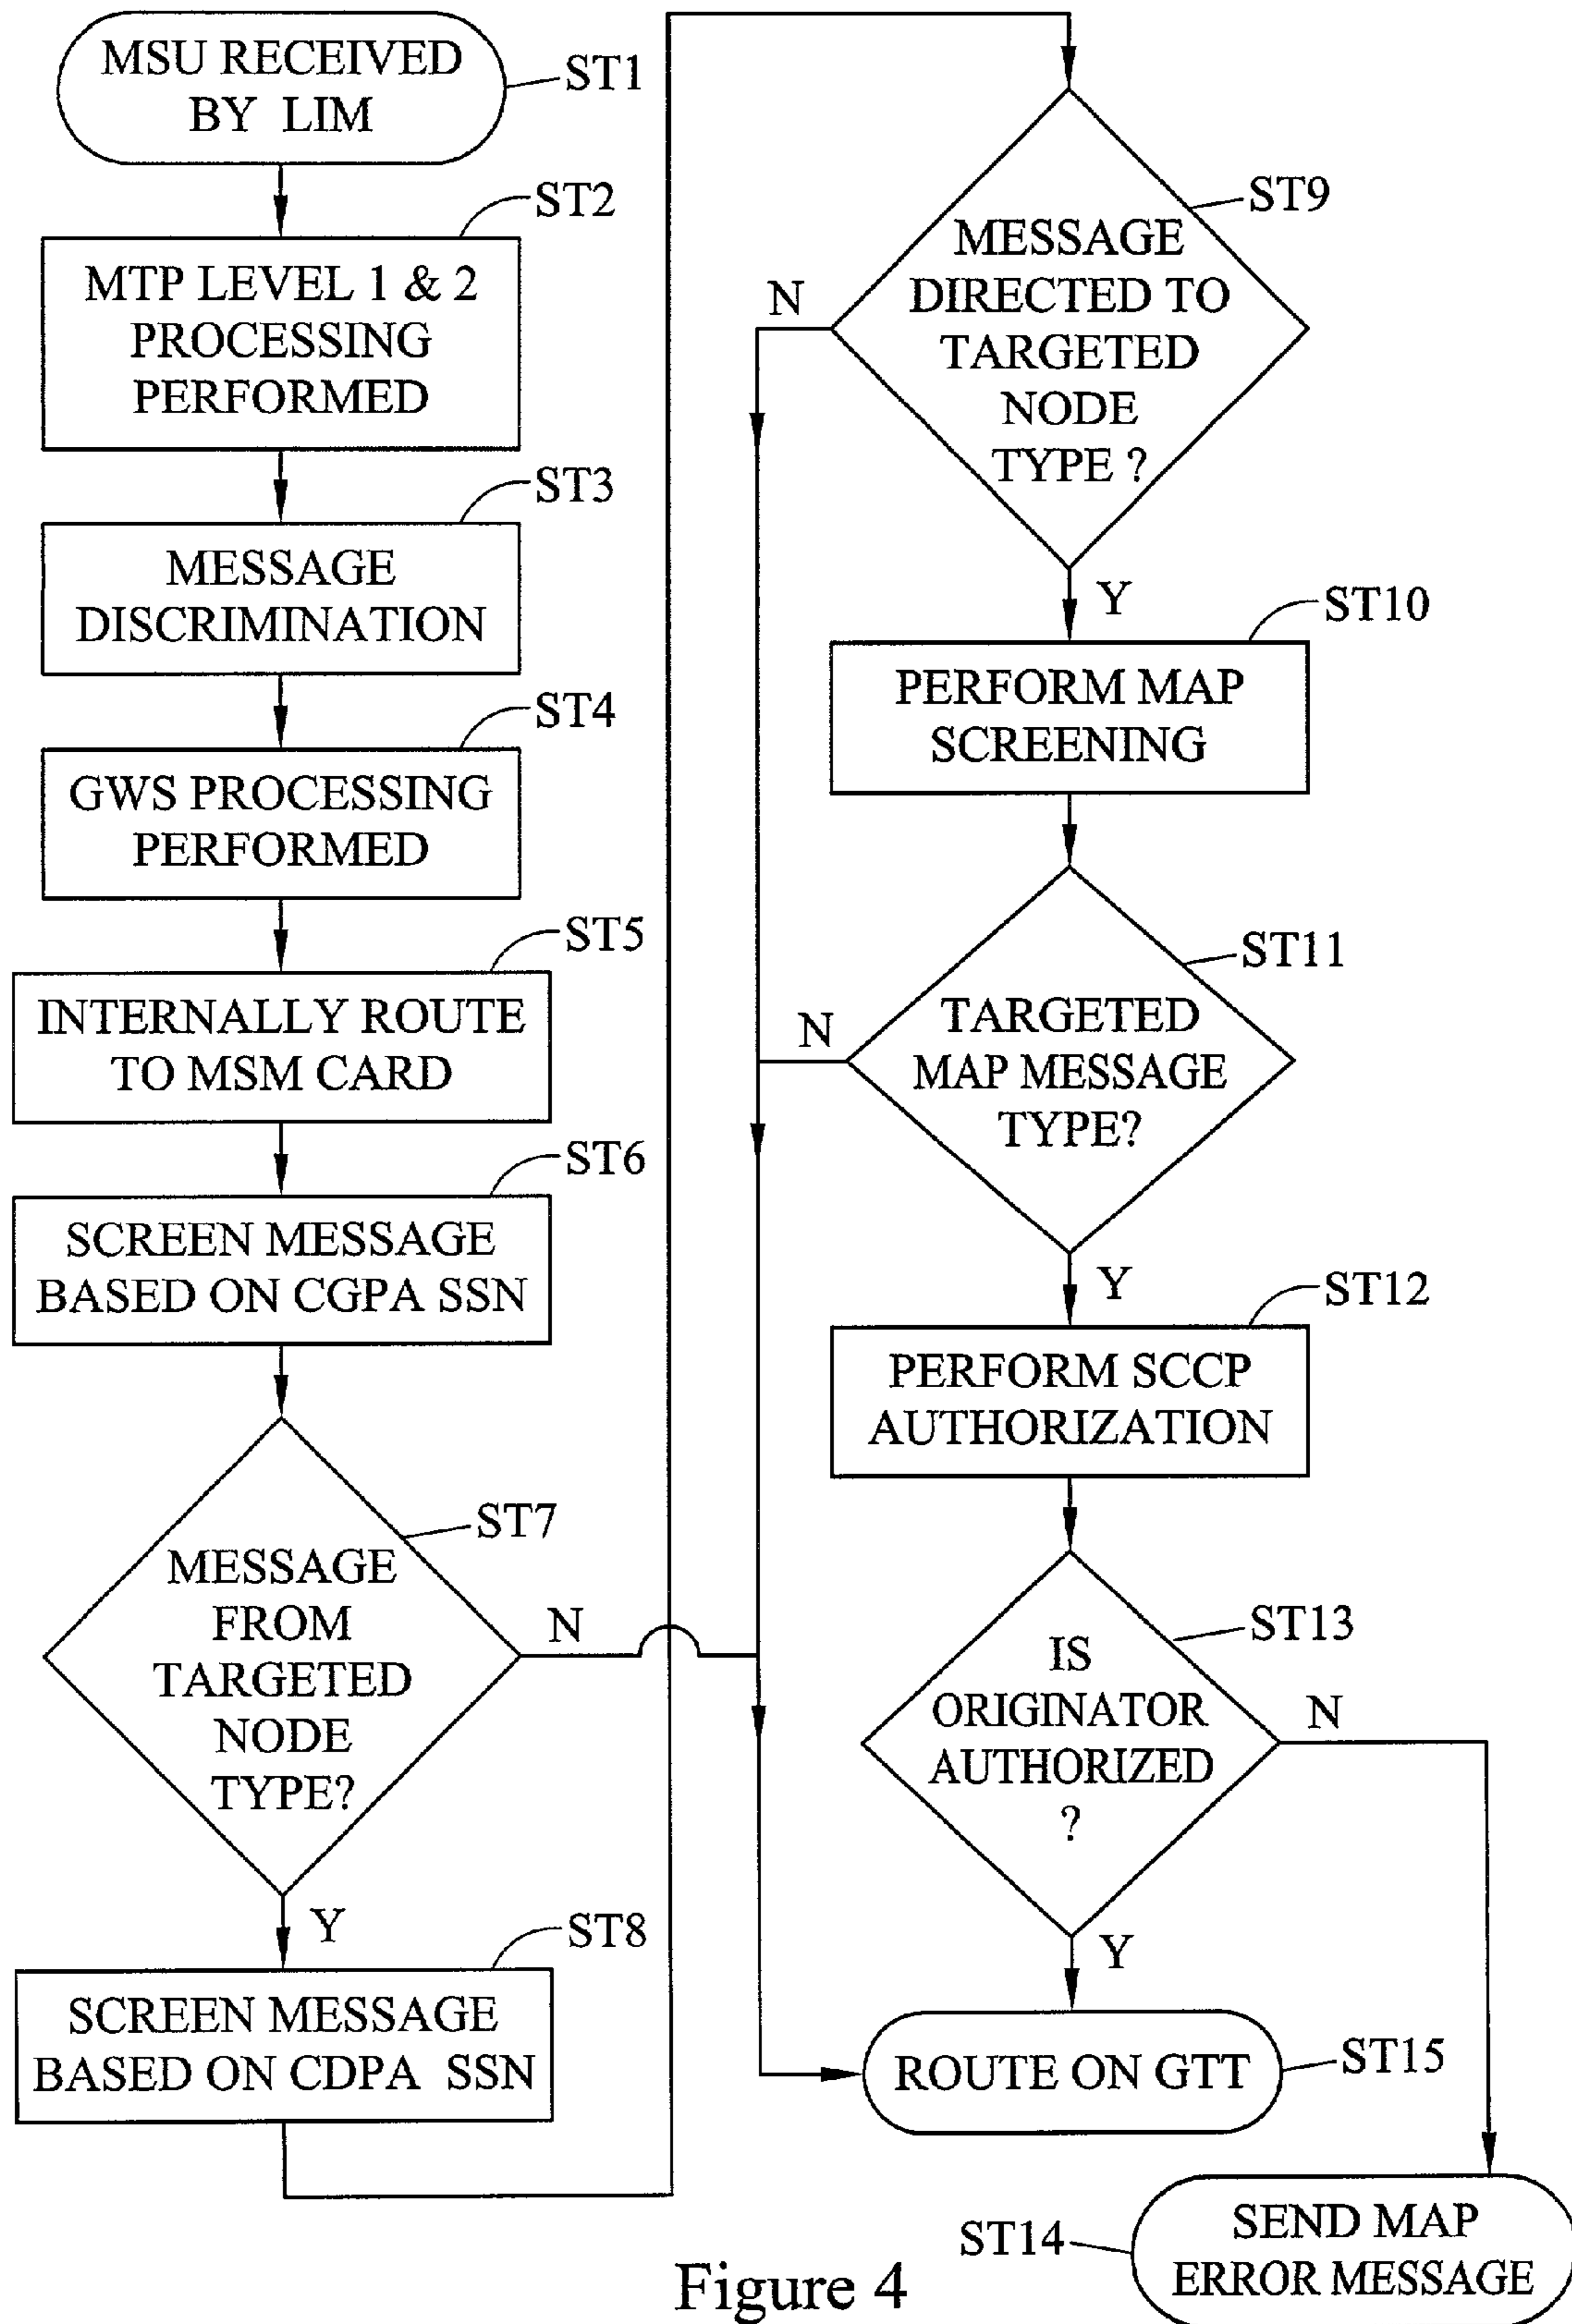 MSU RECEIVED
BY LIM
ST1
ST2
MTP LEVEL 1 & 2
PROCESSING
PERFORMED
ST3
MESSAGE
DISCRIMINATION
ST4
GWS PROCESSING
PERFORMED
ST5
INTERNALLY ROUTE
TO MSM CARD
ST6
SCREEN MESSAGE
BASED ON CGPA SSN
ST7
MESSAGE
FROM
TARGETED
NODE
TYPE?
N
Y
ST8
SCREEN MESSAGE
BASED ON CDPA SSN
ST9
MESSAGE
DIRECTED TO
TARGETED
NODE
TYPE ?
N
Y
ST10
PERFORM MAP
SCREENING
ST11
TARGETED
MAP MESSAGE
TYPE?
N
Y
ST12
PERFORM SCCP
AUTHORIZATION
ST13
IS
ORIGINATOR
AUTHORIZED
?
N
Y
ROUTE ON GTT
ST15
ST14
SEND MAP
ERROR MESSAGE
Figure 4